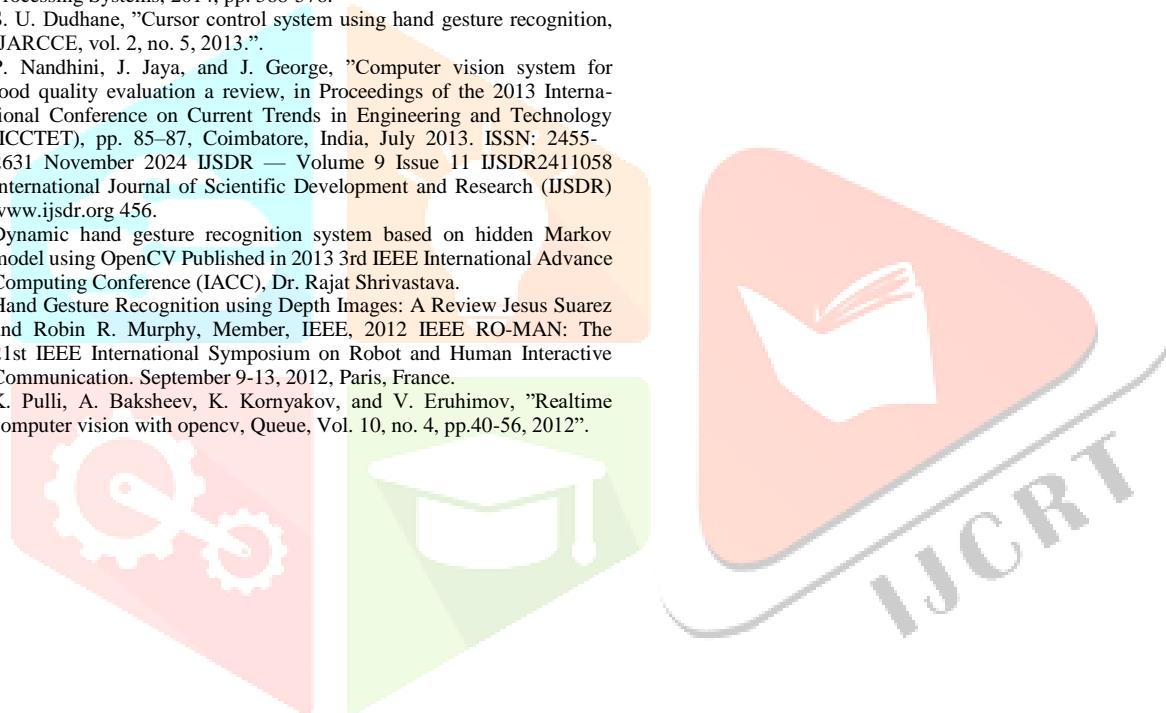 Processing Systems, 2014, pp. 568-576.
S. U. Dudhane, ”Cursor control system using hand gesture recognition,
IJARCCE, vol. 2, no. 5, 2013.”.
P. Nandhini, J. Jaya, and J. George, ”Computer vision system for
food quality evaluation a review, in Proceedings of the 2013 Interna-
tional Conference on Current Trends in Engineering and Technology
(ICCTET), pp. 85–87, Coimbatore, India, July 2013. ISSN: 2455-
2631 November 2024 IJSDR — Volume 9 Issue 11 IJSDR2411058
International Journal of Scientific Development and Research (IJSDR)
www.ijsdr.org 456.
Dynamic hand gesture recognition system based on hidden Markov
model using OpenCV Published in 2013 3rd IEEE International Advance
Computing Conference (IACC), Dr. Rajat Shrivastava.
Hand Gesture Recognition using Depth Images: A Review Jesus Suarez
and Robin R. Murphy, Member, IEEE, 2012 IEEE RO-MAN: The
21st IEEE International Symposium on Robot and Human Interactive
Communication. September 9-13, 2012, Paris, France.
K. Pulli, A. Baksheev, K. Kornyakov, and V. Eruhimov, ”Realtime
computer vision with opencv, Queue, Vol. 10, no. 4, pp.40-56, 2012”.
IJCRT